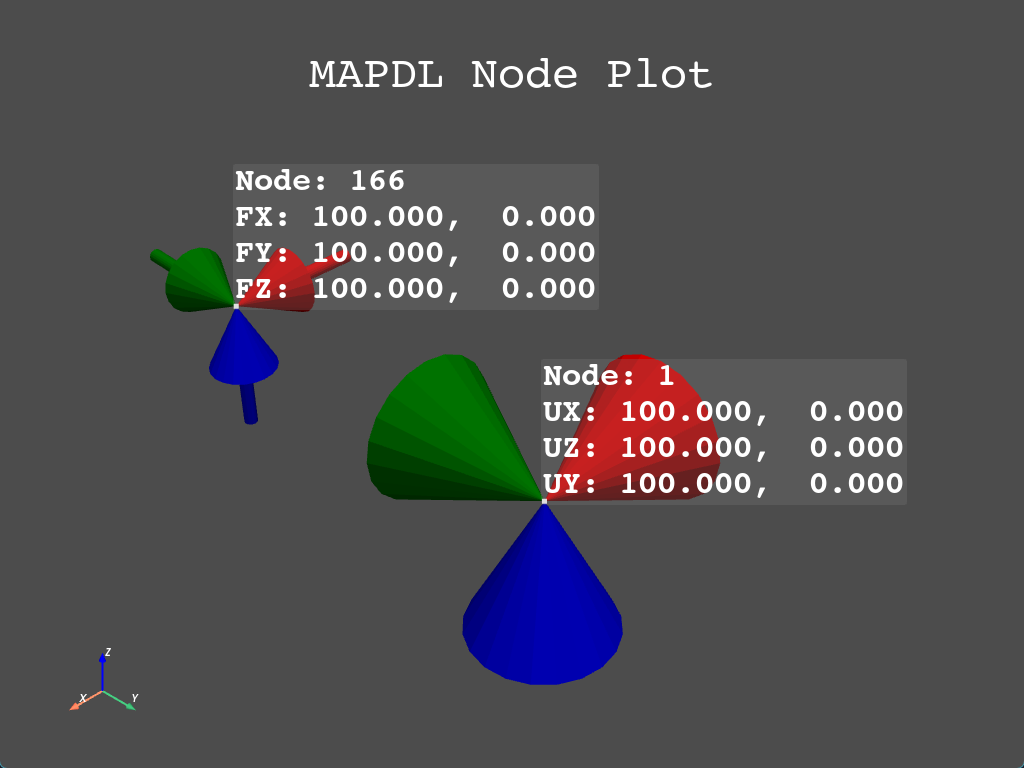 MAPDL Node Plot
Node: 166
FX: 100.000,  0.000
FY: 100.000,  0.000
FZ: 100.000,  0.000
Node: 1
UX: 100.000,  0.000
UZ: 100.000,  0.000
UY: 100.000,  0.000
Z
X
Y